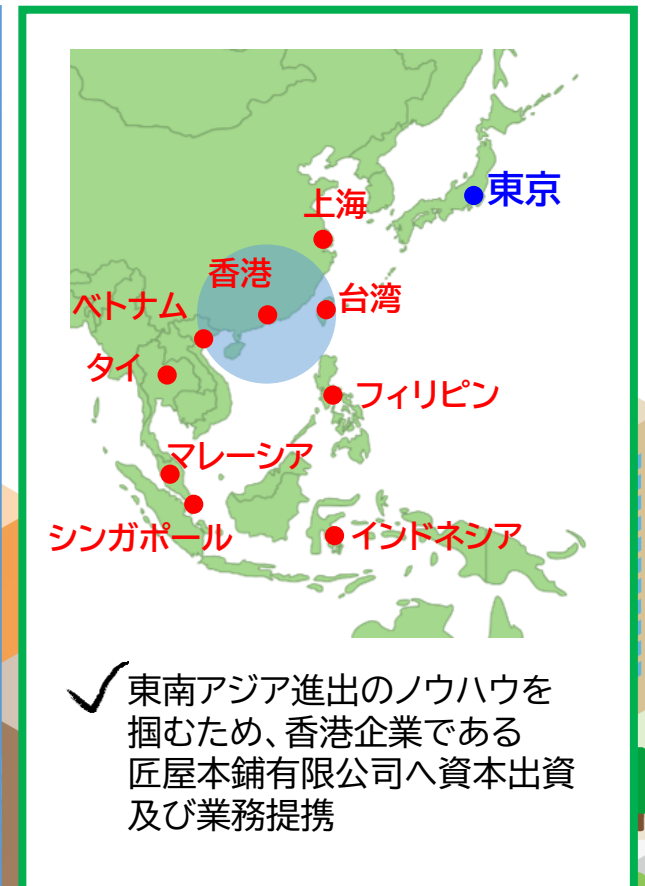 東京
上海
香港
台湾
ベトナム
タイ
フィリピン
マレーシア
シンガポール
インドネシア
東南アジア進出のノウハウを
掴むため、香港企業である
匠屋本鋪有限公司へ資本出資
及び業務提携